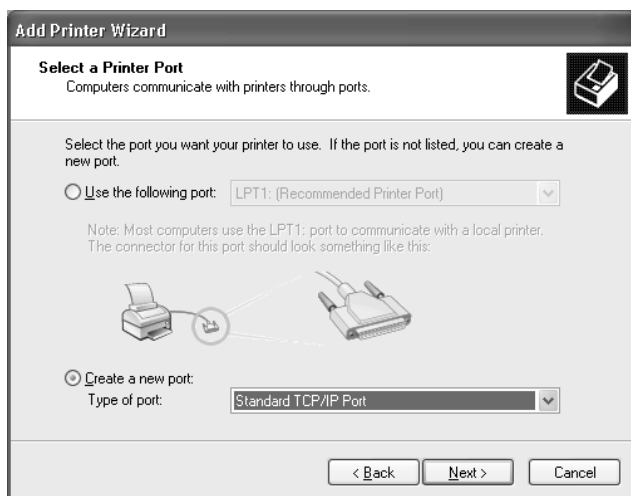 Add Printer Wizard
Select a Printer Port
Computers communicate with printers through ports.
Select the port you want your printer to use. If the port is not listed, you can create a
new port.
Use the following port: LPT1: (Recommended Printer Port)
Note: Most computers use the LPT1: port to communicate with a local printer.
The connector for this port should look something like this:
Create a new port:
Type of port: Standard TCP/IP Port
< Back Next > Cancel